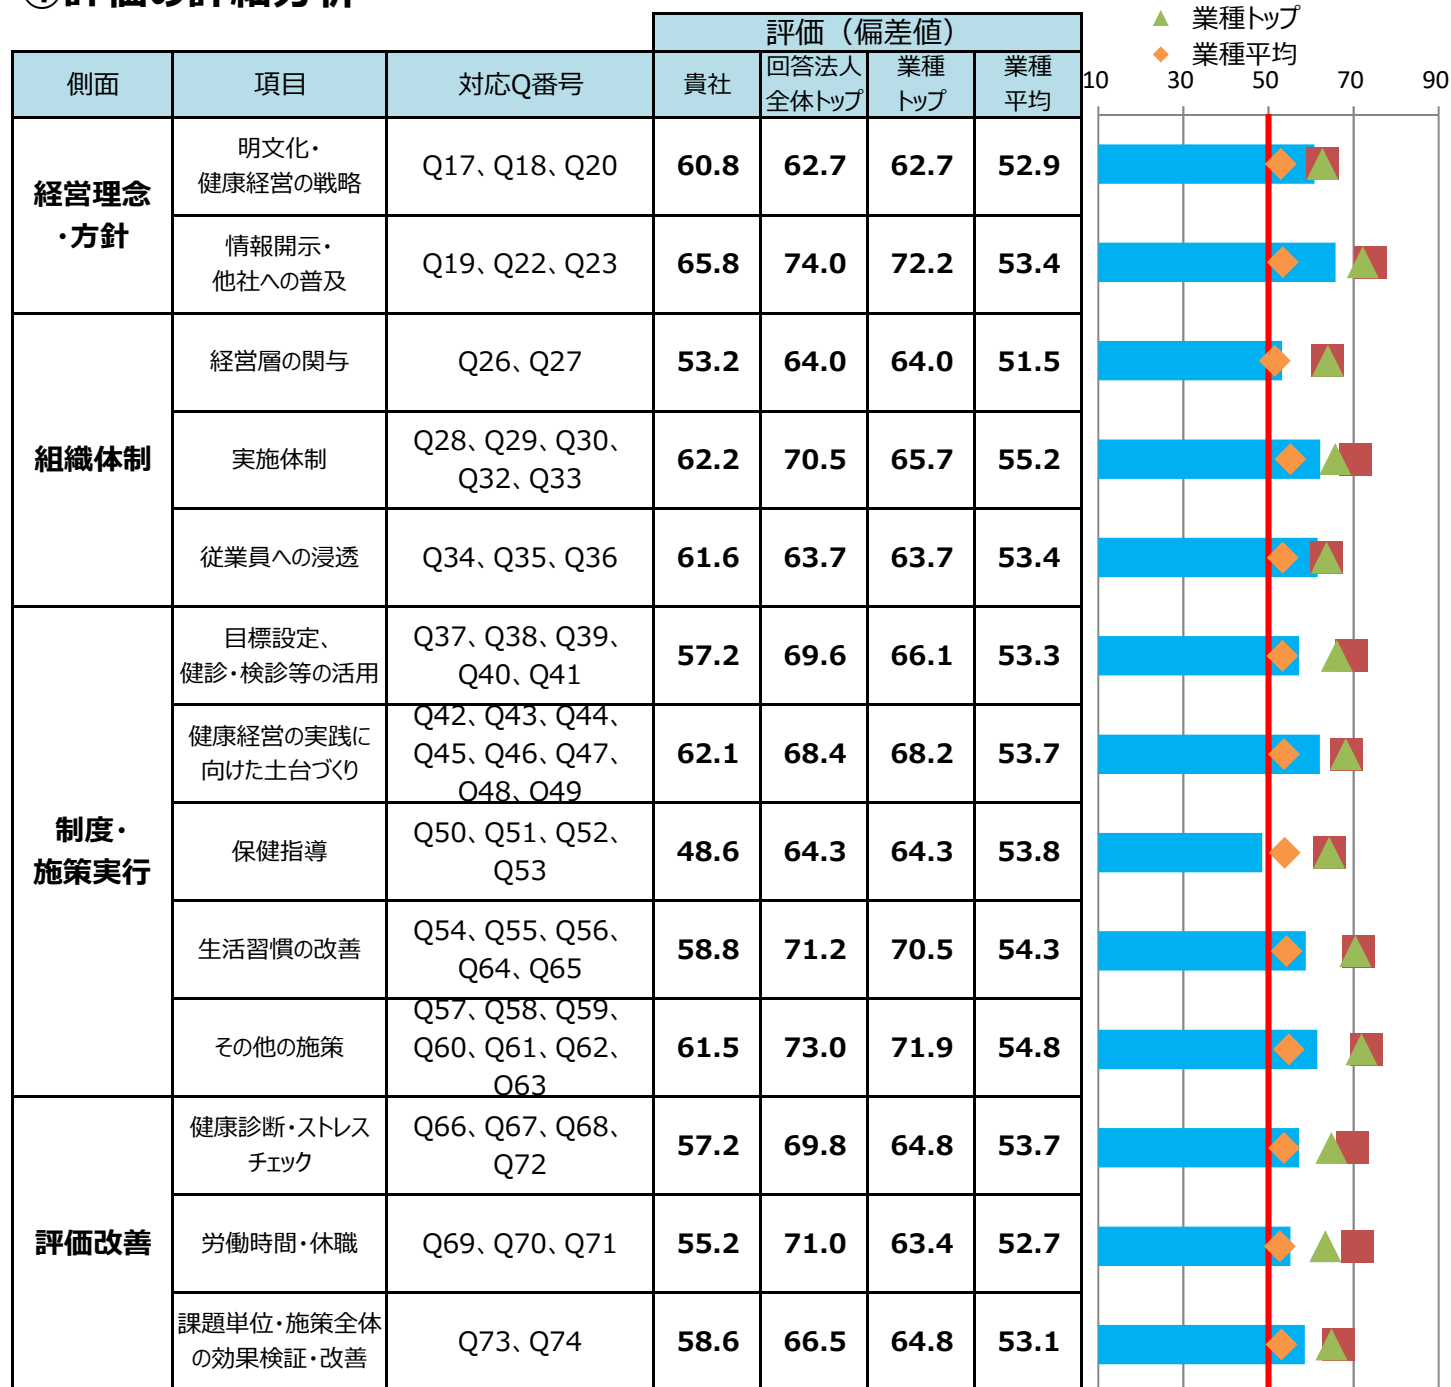 ①評価の詳細分析
▲ 業種トップ
◆ 業種平均
評価（偏差値）
側面 項目 対応Q番号 貴社 回答法人全体トップ 業種トップ 業種平均
10 30 50 70 90
経営理念
・方針
明文化・
健康経営の戦略
Q17、Q18、Q20 60.8 62.7 62.7 52.9
情報開示・
他社への普及
Q19、Q22、Q23 65.8 74.0 72.2 53.4
組織体制
経営層の関与 Q26、Q27 53.2 64.0 64.0 51.5
実施体制
Q28、Q29、Q30、
Q32、Q33
62.2 70.5 65.7 55.2
従業員への浸透 Q34、Q35、Q36 61.6 63.7 63.7 53.4
制度・
施策実行
目標設定、
健診・検診等の活用
Q37、Q38、Q39、
Q40、Q41
57.2 69.6 66.1 53.3
健康経営の実践に
向けた土台づくり
Q42、Q43、Q44、
Q45、Q46、Q47、
Q48、Q49
62.1 68.4 68.2 53.7
保健指導
Q50、Q51、Q52、
Q53
48.6 64.3 64.3 53.8
生活習慣の改善
Q54、Q55、Q56、
Q64、Q65
58.8 71.2 70.5 54.3
その他の施策
Q57、Q58、Q59、
Q60、Q61、Q62、
Q63
61.5 73.0 71.9 54.8
評価改善
健康診断・ストレス
チェック
Q66、Q67、Q68、
Q72
57.2 69.8 64.8 53.7
労働時間・休職 Q69、Q70、Q71 55.2 71.0 63.4 52.7
課題単位・施策全体
の効果検証・改善
Q73、Q74 58.6 66.5 64.8 53.1